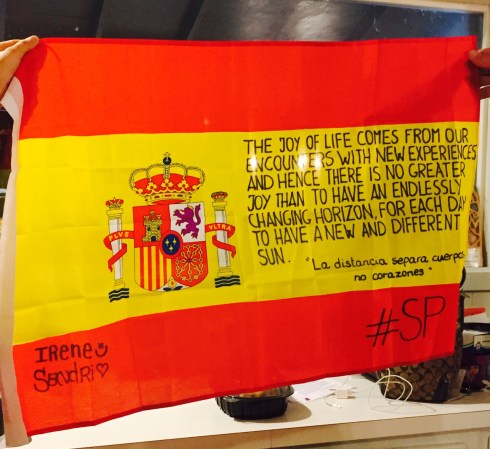 THE JOY OF LIFE COMES FROM OUR
ENCOUNTERS WITH NEW EXPERIENCES
AND HENCE THERE IS NO GREATER
JOY THAN TO HAVE AN ENDLESSLY
CHANGING HORIZON, FOR EACH DAY
TO HAVE A NEW AND DIFFERENT
SUN. "La distancia separa cuerpo
no corazones"
PLVS VLTRA
#SP
Irene
Sendri